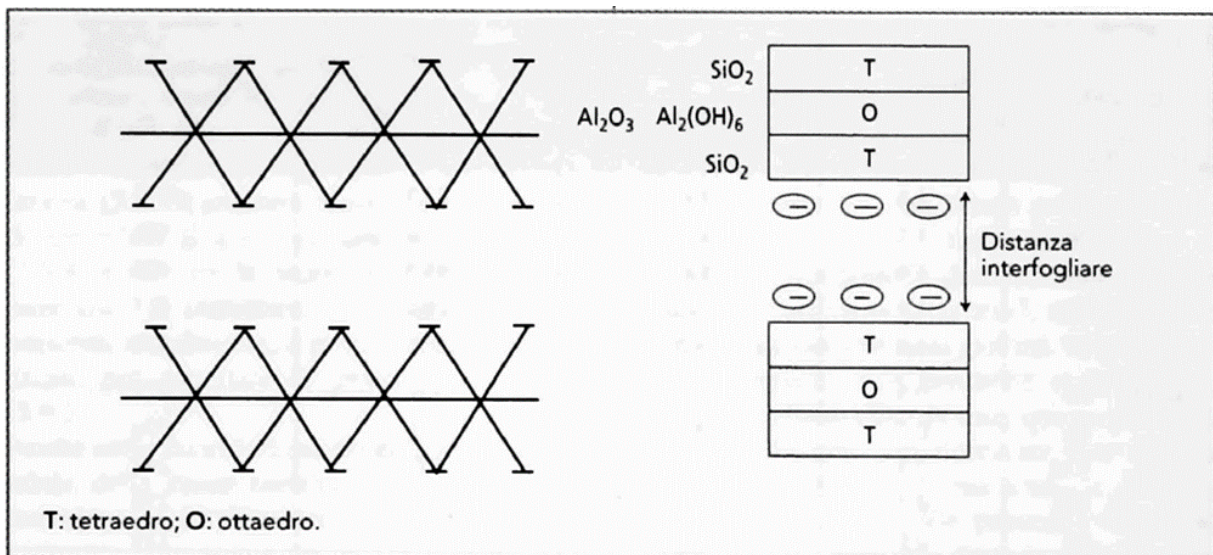 SiO₂ T
Al₂O₃ Al₂(OH)₆ O
SiO₂ T
− − −
Distanza
interfogliare
− − −
T
O
T
T: tetraedro; O: ottaedro.